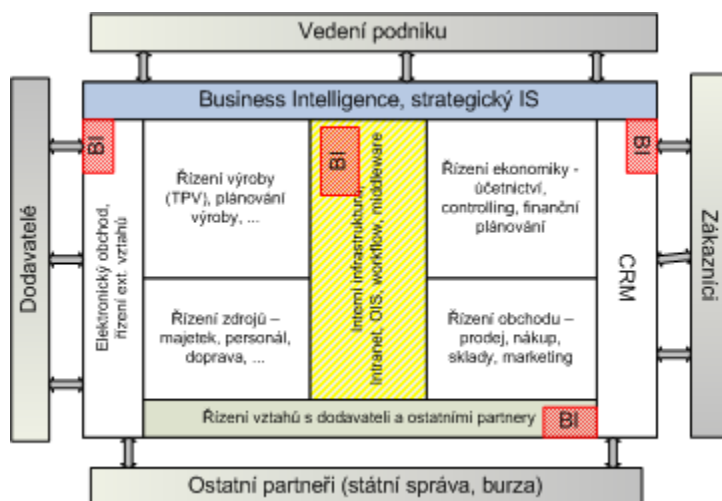 Vedení podniku
Business Intelligence, strategický IS
Dodavatelé
BI
Elektronický obchod,
řízení ext. vztahů
Řízení výroby
(TPV), plánování
výroby, ...
BI
Interní infrastruktura,
Intranet, OIS, workflow, middleware
Řízení ekonomiky -
účetnictví,
controlling, finanční
plánování
BI
CRM
Zákazníci
Řízení zdrojů –
majetek, personál,
doprava, ...
Řízení obchodu –
prodej, nákup,
sklady, marketing
Řízení vztahů s dodavateli a ostatními partnery
BI
Ostatní partneři (státní správa, burza)